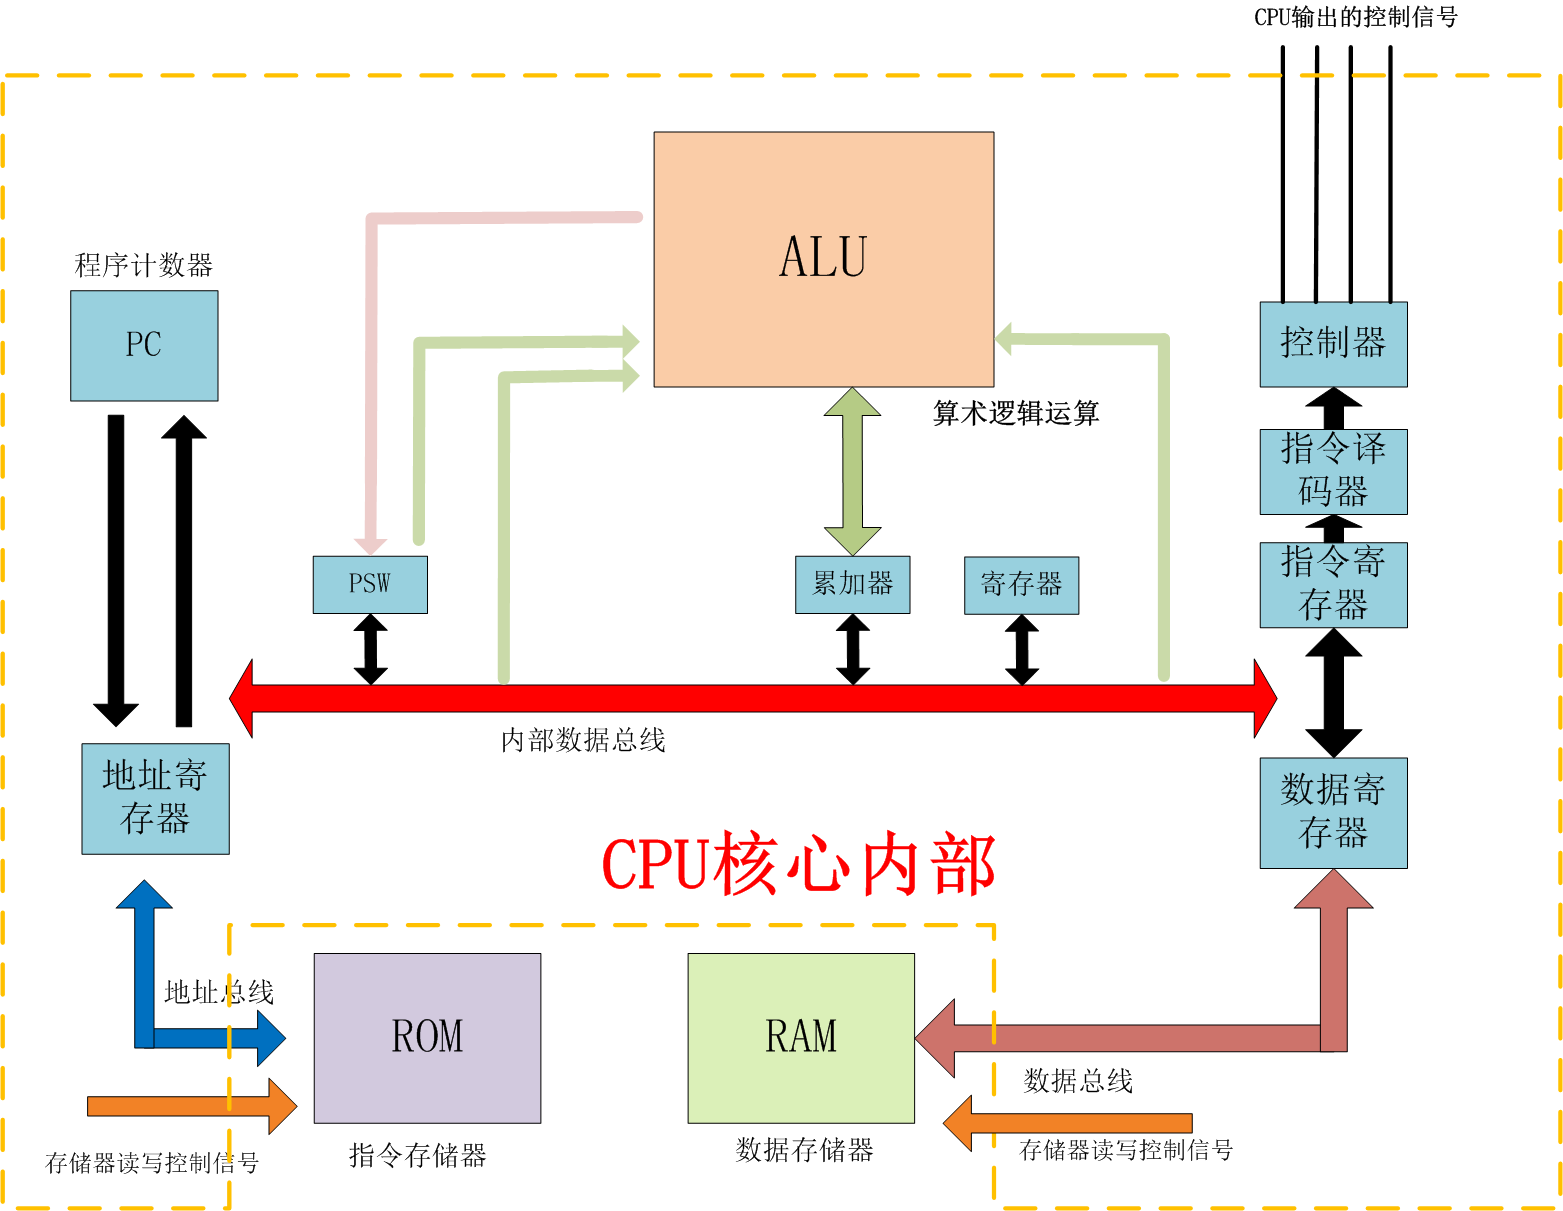 CPU输出的控制信号
ALU
程序计数器
PC
控制器
算术逻辑运算
指令译
码器
指令寄
存器
PSW
累加器
寄存器
内部数据总线
地址寄
存器
数据寄
存器
CPU核心内部
地址总线
ROM
RAM
数据总线
存储器读写控制信号
指令存储器
数据存储器
存储器读写控制信号